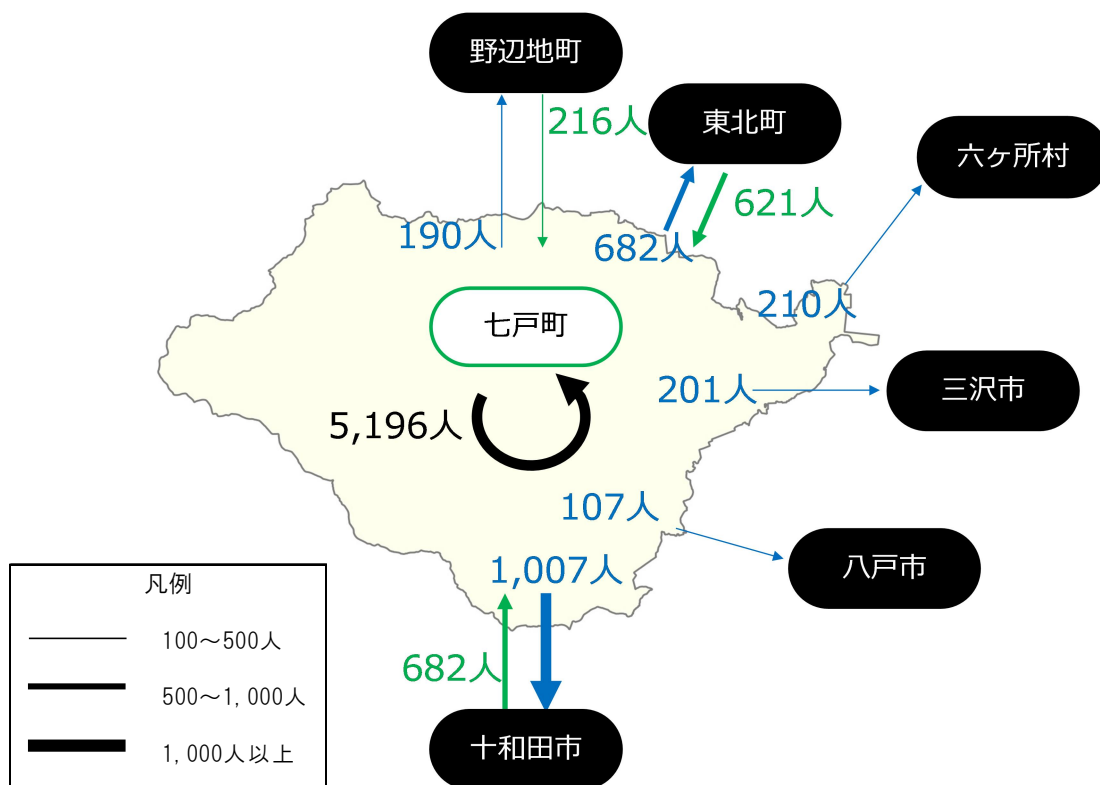 野辺地町
216人
東北町
六ヶ所村
621人
190人
682人
210人
七戸町
201人
三沢市
5,196人
107人
1,007人
八戸市
682人
十和田市
凡例
100～500人
500～1,000人
1,000人以上